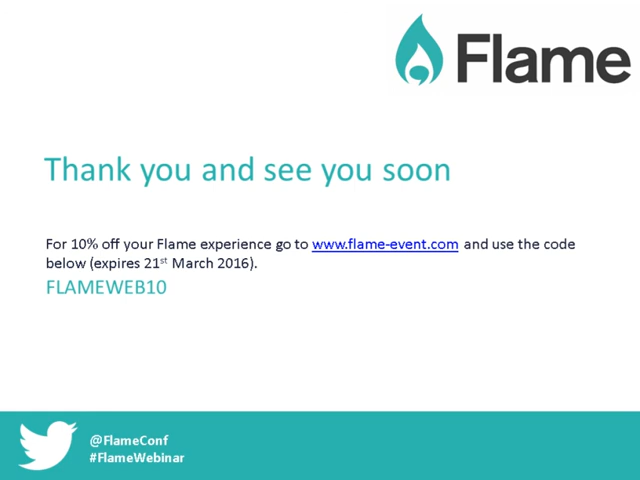 Flame
Thank you and see you soon
For 10% off your Flame experience go to www.flame-event.com and use the code
below (expires 21st March 2016).
FLAMEWEB10
@FlameConf
#FlameWebinar